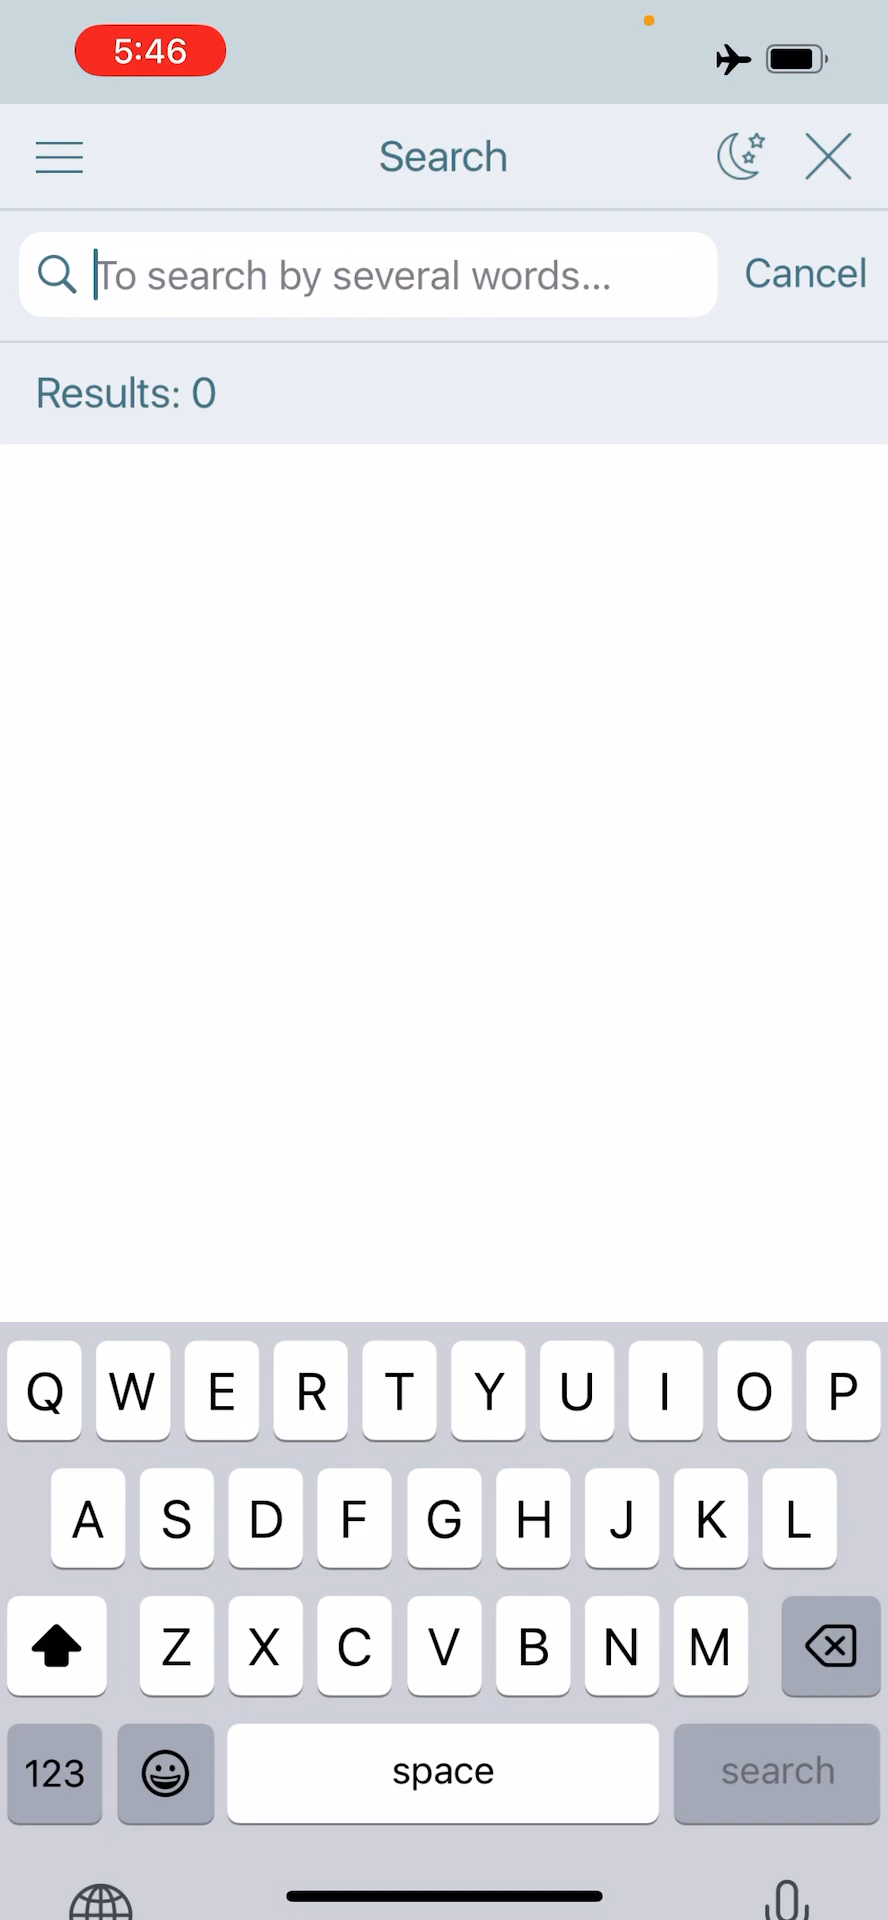 5:46
Search
To search by several words...
Cancel
Results: 0
Q W E R T Y U I O P
A S D F G H J K L
Z X C V B N M
123 space search